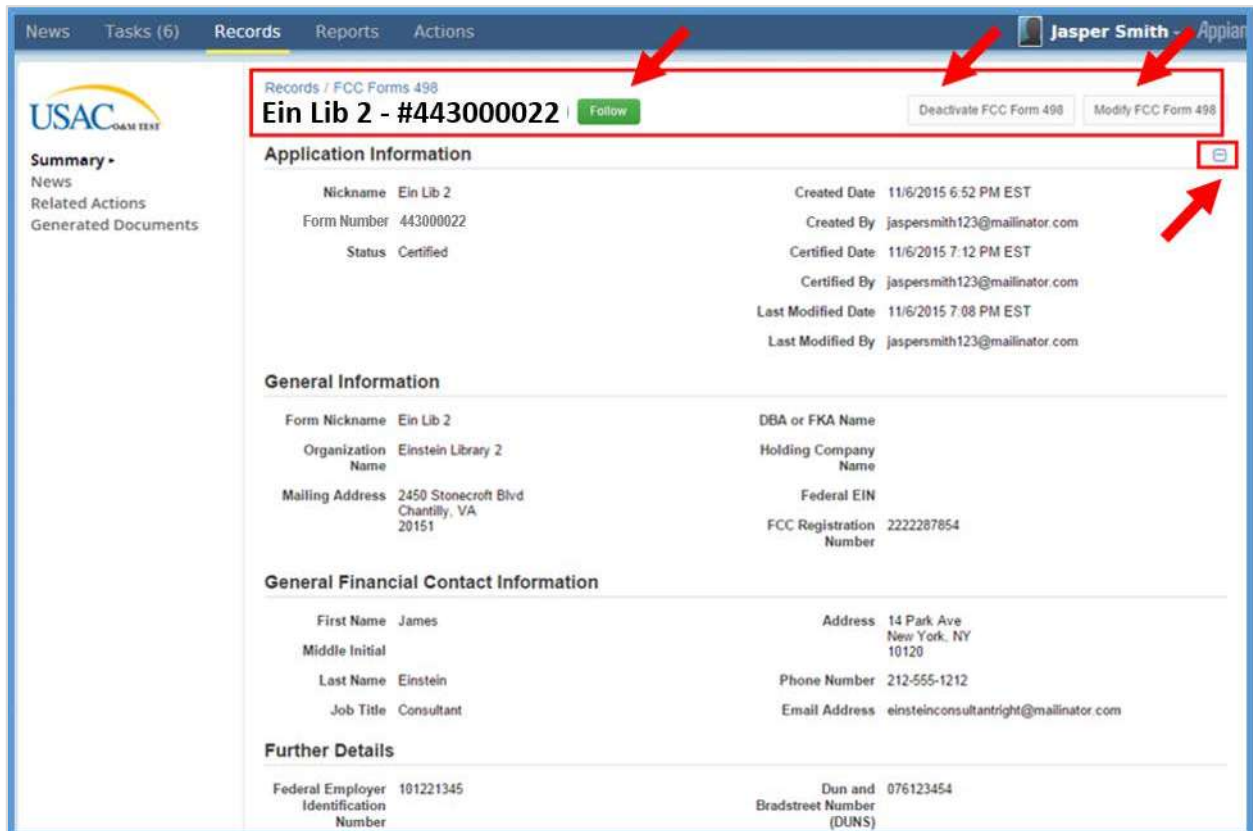 News Tasks (6) Records Reports Actions Jasper Smith Appian
USAC O&M TEST
Records / FCC Forms 498
Ein Lib 2 - #443000022 Follow Deactivate FCC Form 498 Modify FCC Form 498
Summary
News
Related Actions
Generated Documents
Application Information
Nickname Ein Lib 2 Created Date 11/6/2015 6:52 PM EST
Form Number 443000022 Created By jaspersmith123@mailinator.com
Status Certified Certified Date 11/6/2015 7:12 PM EST
Certified By jaspersmith123@mailinator.com
Last Modified Date 11/6/2015 7:08 PM EST
Last Modified By jaspersmith123@mailinator.com
General Information
Form Nickname Ein Lib 2 DBA or FKA Name
Organization Einstein Library 2 Holding Company
Name Name
Mailing Address 2450 Stonecroft Blvd Federal EIN
Chantilly, VA
20151 FCC Registration 2222287854
Number
General Financial Contact Information
First Name James Address 14 Park Ave
New York, NY
Middle Initial 10120
Last Name Einstein Phone Number 212-555-1212
Job Title Consultant Email Address einsteinconsultantright@mailinator.com
Further Details
Federal Employer 101221345 Dun and 076123454
Identification Bradstreet Number
Number (DUNS)